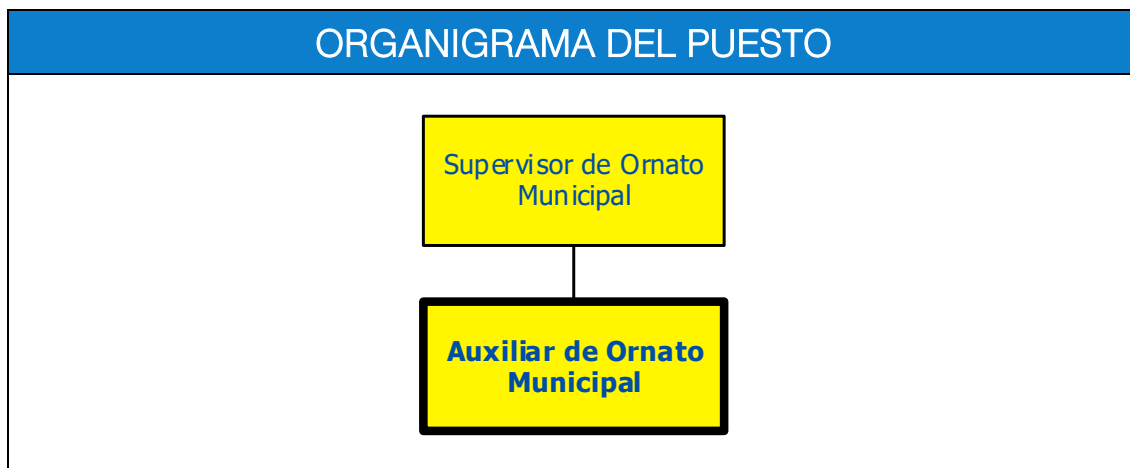 ORGANIGRAMA DEL PUESTO
Supervisor de Ornato
Municipal
Auxiliar de Ornato
Municipal